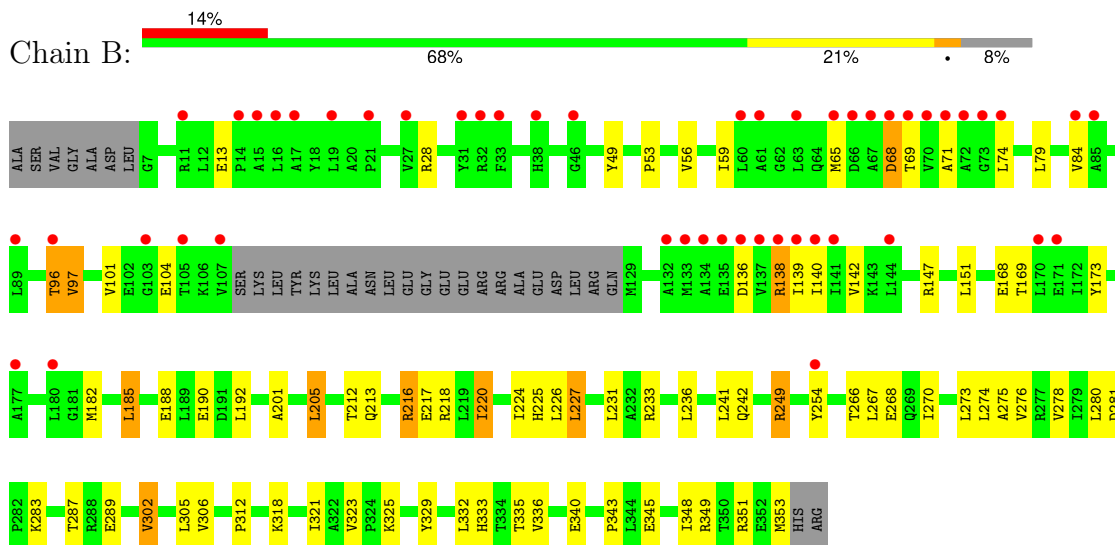 14%
Chain B:
68% 21% • 8%
ALA SER VAL GLY ALA ASP LEU G7 R11 L12 E13 P14 A15 L16 A17 Y18 L19 A20 P21 V27 R28 Y31 R32 F33 H38 G46 Y49 P53 V56 I59 L60 A61 G62 L63 Q64 M65 D66 A67 D68 T69 V70 A71 A72 G73 L74 L79 V84 A85
L89 T96 V97 V101 E102 G103 E104 T105 K106 V107 SER LYS LEU TYR LYS LEU ALA ASN LEU GLU GLY GLU GLU ARG ARG ALA GLU ASP LEU ARG GLN M129 A132 M133 A134 E135 D136 V137 R138 I139 I140 I141 V142 K143 L144 R147 L151 E168 T169 L170 E171 I172 Y173
A177 L180 G181 M182 L185 E188 L189 E190 D191 L192 A201 L205 T212 Q213 R216 E217 R218 L219 I220 I224 H225 L226 L227 L231 A232 R233 L236 L241 Q242 R249 Y254 T266 L267 E268 Q269 I270 L273 L274 A275 V276 R277 V278 I279 L280 D281
P282 K283 T287 R288 E289 V302 L305 V306 P312 K318 I321 A322 V323 P324 K325 Y329 L332 H333 T334 T335 V336 E340 P343 L344 E345 I348 R349 T350 R351 E352 M353 HIS ARG